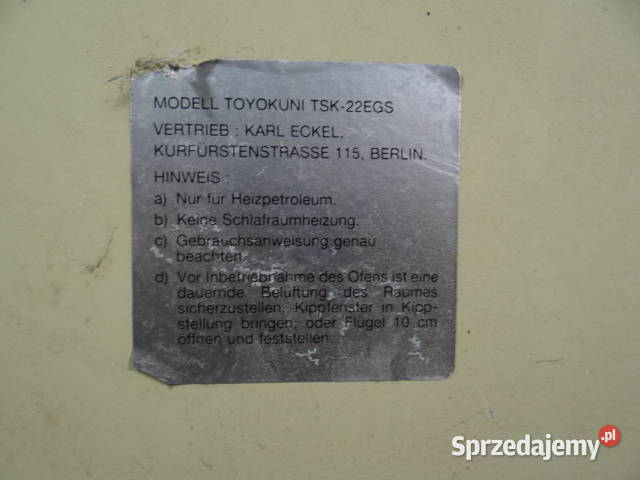 MODELL TOYOKUNI TSK-22EGS
VERTRIEB : KARL ECKEL,
KURFÜRSTENSTRASSE 115, BERLIN.
HINWEIS :
a) Nur für Heizpetroleum.
b) Keine Schlafraumheizung.
c) Gebrauchsanweisung genau
beachten.
d) Vor Inbetriebnahme des Ofens ist eine
dauernde Belüftung des Raumes
sicherzustellen. Kippfenster in Kipp-
stellung bringen, oder Flügel 10 cm
öffnen und feststellen.
Sprzedajemy.pl